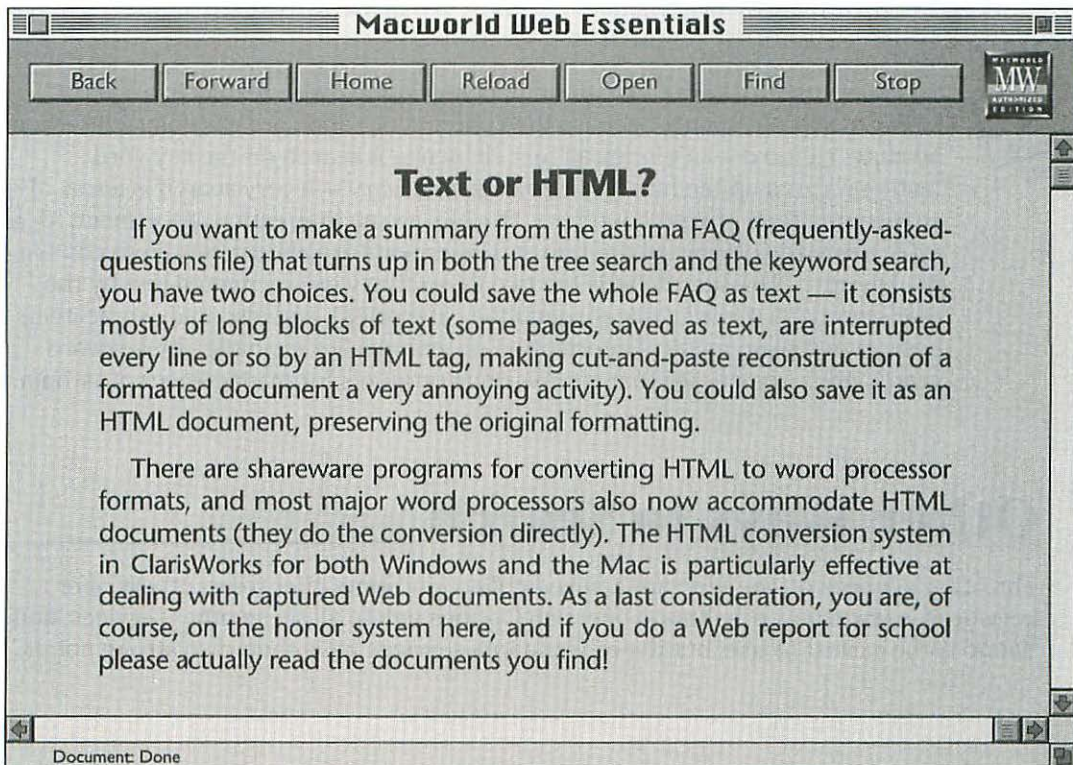 Macworld Web Essentials
Back Forward Home Reload Open Find Stop
MACWORLD
MW
AUTHORIZED
EDITION
Text or HTML?
If you want to make a summary from the asthma FAQ (frequently-asked-
questions file) that turns up in both the tree search and the keyword search,
you have two choices. You could save the whole FAQ as text — it consists
mostly of long blocks of text (some pages, saved as text, are interrupted
every line or so by an HTML tag, making cut-and-paste reconstruction of a
formatted document a very annoying activity). You could also save it as an
HTML document, preserving the original formatting.
There are shareware programs for converting HTML to word processor
formats, and most major word processors also now accommodate HTML
documents (they do the conversion directly). The HTML conversion system
in ClarisWorks for both Windows and the Mac is particularly effective at
dealing with captured Web documents. As a last consideration, you are, of
course, on the honor system here, and if you do a Web report for school
please actually read the documents you find!
Document: Done